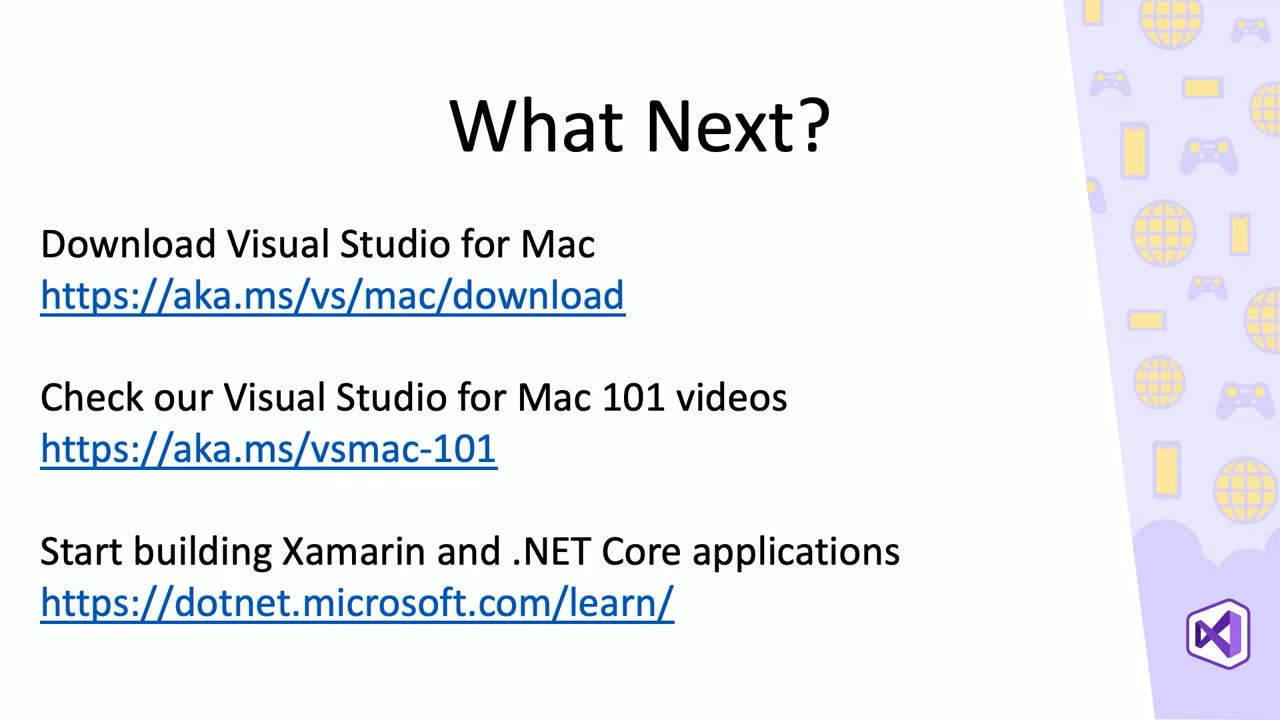 What Next?
Download Visual Studio for Mac
https://aka.ms/vs/mac/download
Check our Visual Studio for Mac 101 videos
https://aka.ms/vsmac-101
Start building Xamarin and .NET Core applications
https://dotnet.microsoft.com/learn/